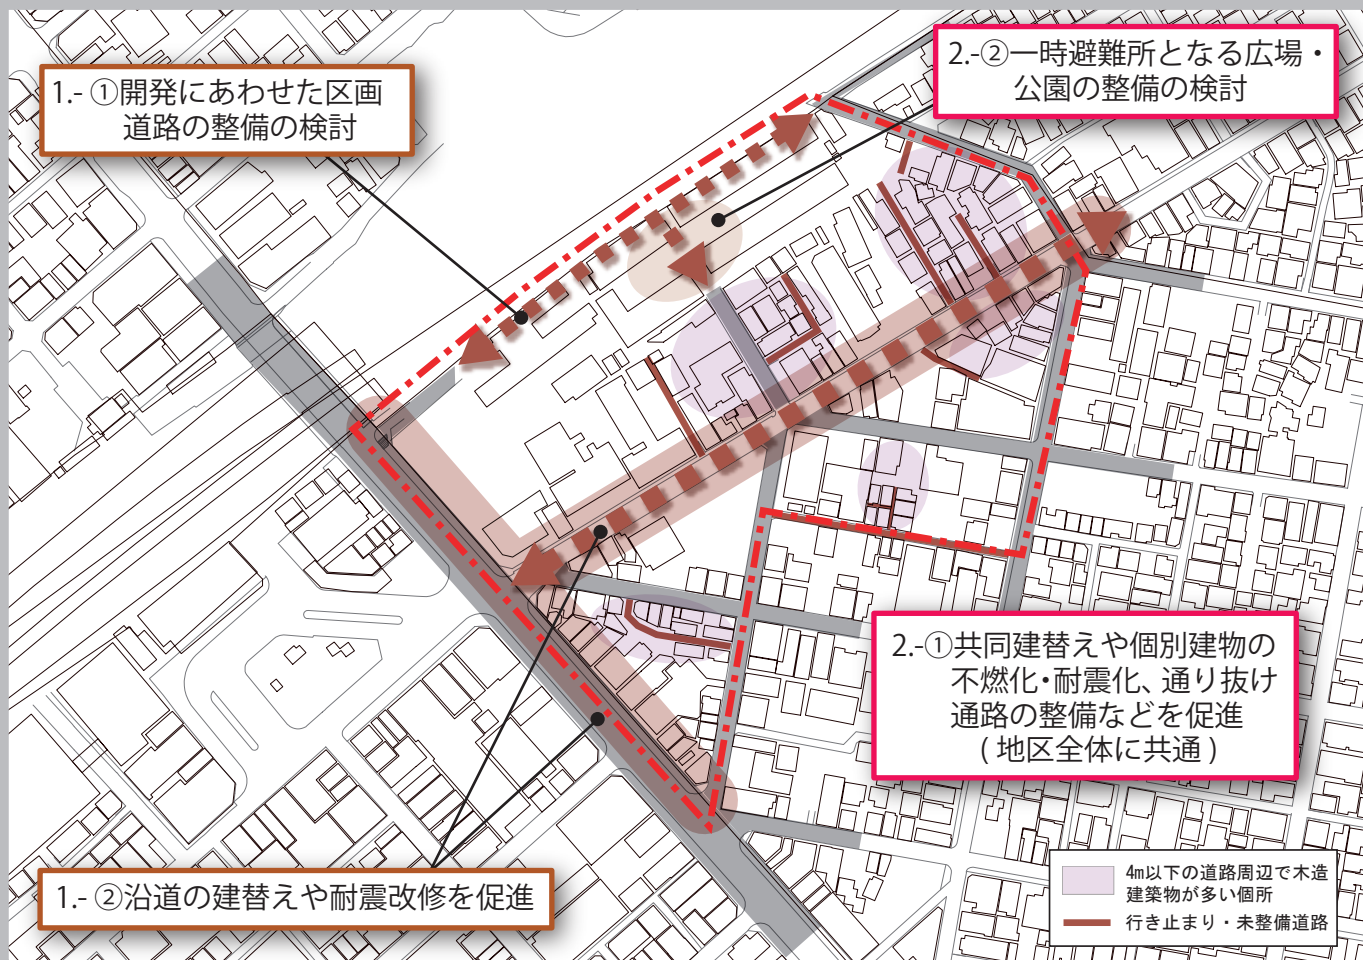 1.- ①開発にあわせた区画
道路の整備の検討
2.-②一時避難所となる広場・
公園の整備の検討
2.-①共同建替えや個別建物の
不燃化・耐震化、通り抜け
通路の整備などを促進
( 地区全体に共通 )
1.- ②沿道の建替えや耐震改修を促進
4m以下の道路周辺で木造
建築物が多い個所
行き止まり・未整備道路